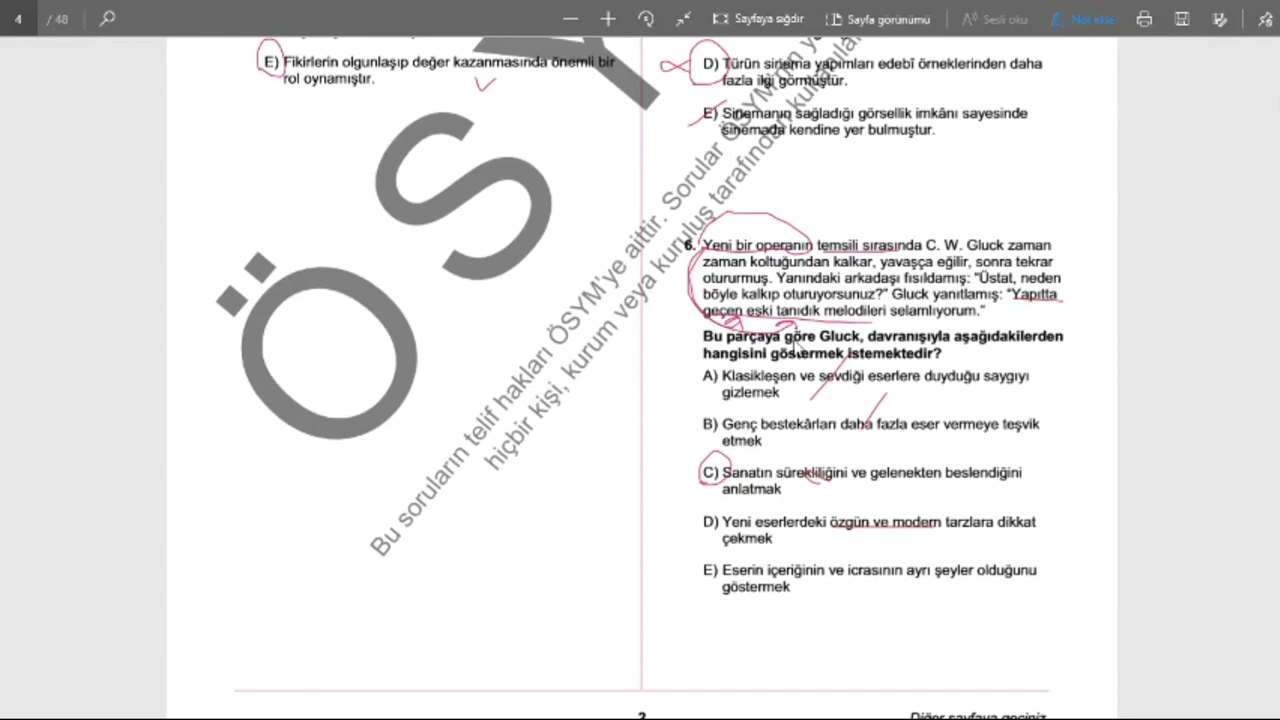 4 / 48
Sayfaya sığdır
Sayfa görünümü
Sesli oku
Not ekle
E) Fikirlerin olgunlaşıp değer kazanmasında önemli bir
rol oynamıştır.
D) Türün sinema yapımları edebî örneklerinden daha
fazla ilgi görmüştür.
E) Sinemanın sağladığı görsellik imkânı sayesinde
sinemada kendine yer bulmuştur.
6. Yeni bir operanın temsili sırasında C. W. Gluck zaman
zaman koltuğundan kalkar, yavaşça eğilir, sonra tekrar
otururmuş. Yanındaki arkadaşı fısıldamış: “Üstat, neden
böyle kalkıp oturuyorsunuz?” Gluck yanıtlamış: “Yapıtta
geçen eski tanıdık melodileri selamlıyorum.”
Bu parçaya göre Gluck, davranışıyla aşağıdakilerden
hangisini göstermek istemektedir?
A) Klasikleşen ve sevdiği eserlere duyduğu saygıyı
gizlemek
B) Genç bestekârları daha fazla eser vermeye teşvik
etmek
C) Sanatın sürekliliğini ve gelenekten beslendiğini
anlatmak
D) Yeni eserlerdeki özgün ve modern tarzlara dikkat
çekmek
E) Eserin içeriğinin ve icrasının ayrı şeyler olduğunu
göstermek
ÖSY
Bu soruların telif hakları ÖSYM'ye aittir. Sorular ÖSYM'nin
hiçbir kişi, kurum veya kuruluş tarafından
2
Diğer sayfaya geçiniz